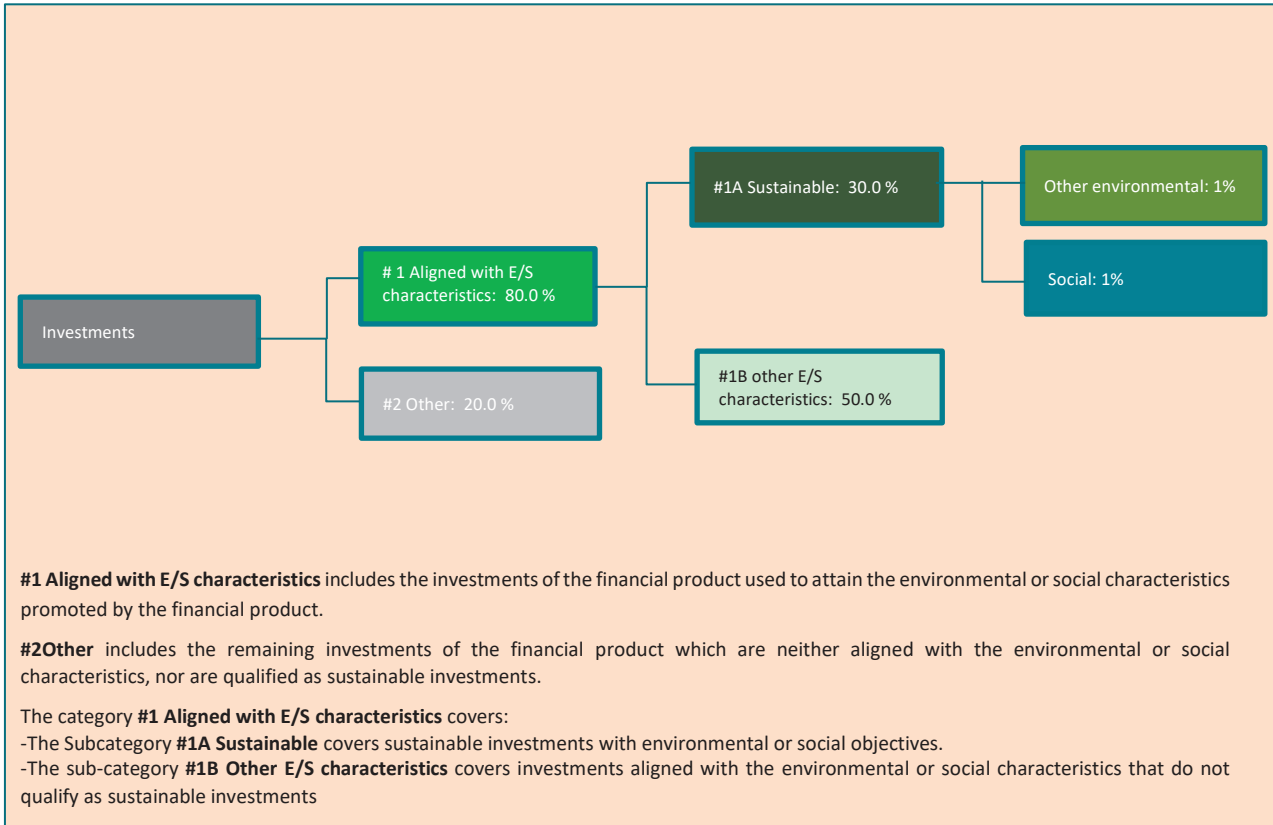 #1A Sustainable: 30.0 %
Other environmental: 1%
# 1 Aligned with E/S
characteristics: 80.0 %
Social: 1%
Investments
#2 Other: 20.0 %
#1B other E/S
characteristics: 50.0 %
#1 Aligned with E/S characteristics includes the investments of the financial product used to attain the environmental or social characteristics
promoted by the financial product.
#2Other includes the remaining investments of the financial product which are neither aligned with the environmental or social
characteristics, nor are qualified as sustainable investments.
The category #1 Aligned with E/S characteristics covers:
-The Subcategory #1A Sustainable covers sustainable investments with environmental or social objectives.
-The sub-category #1B Other E/S characteristics covers investments aligned with the environmental or social characteristics that do not
qualify as sustainable investments